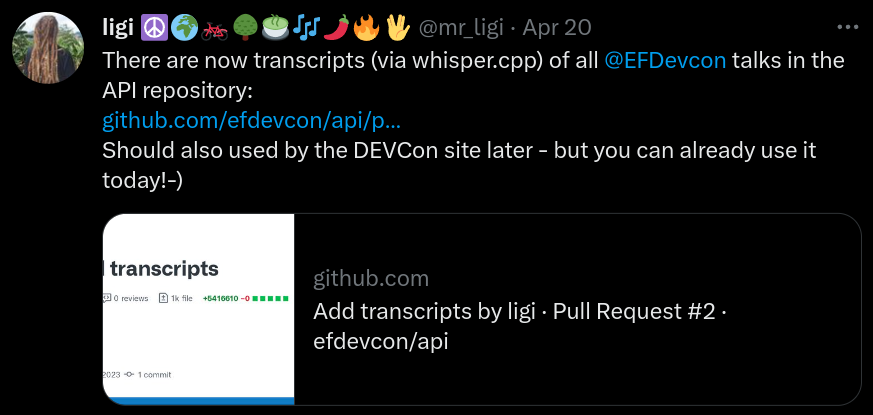 ligi ☮️🌍🚲🌳🍵🎶🌶️🔥🖖 @mr_ligi · Apr 20
There are now transcripts (via whisper.cpp) of all @EFDevcon talks in the
API repository:
github.com/efdevcon/api/p...
Should also used by the DEVCon site later - but you can already use it
today!-)
transcripts
0 reviews 1k file +5416610 −0
2023 1 commit
github.com
Add transcripts by ligi · Pull Request #2 ·
efdevcon/api